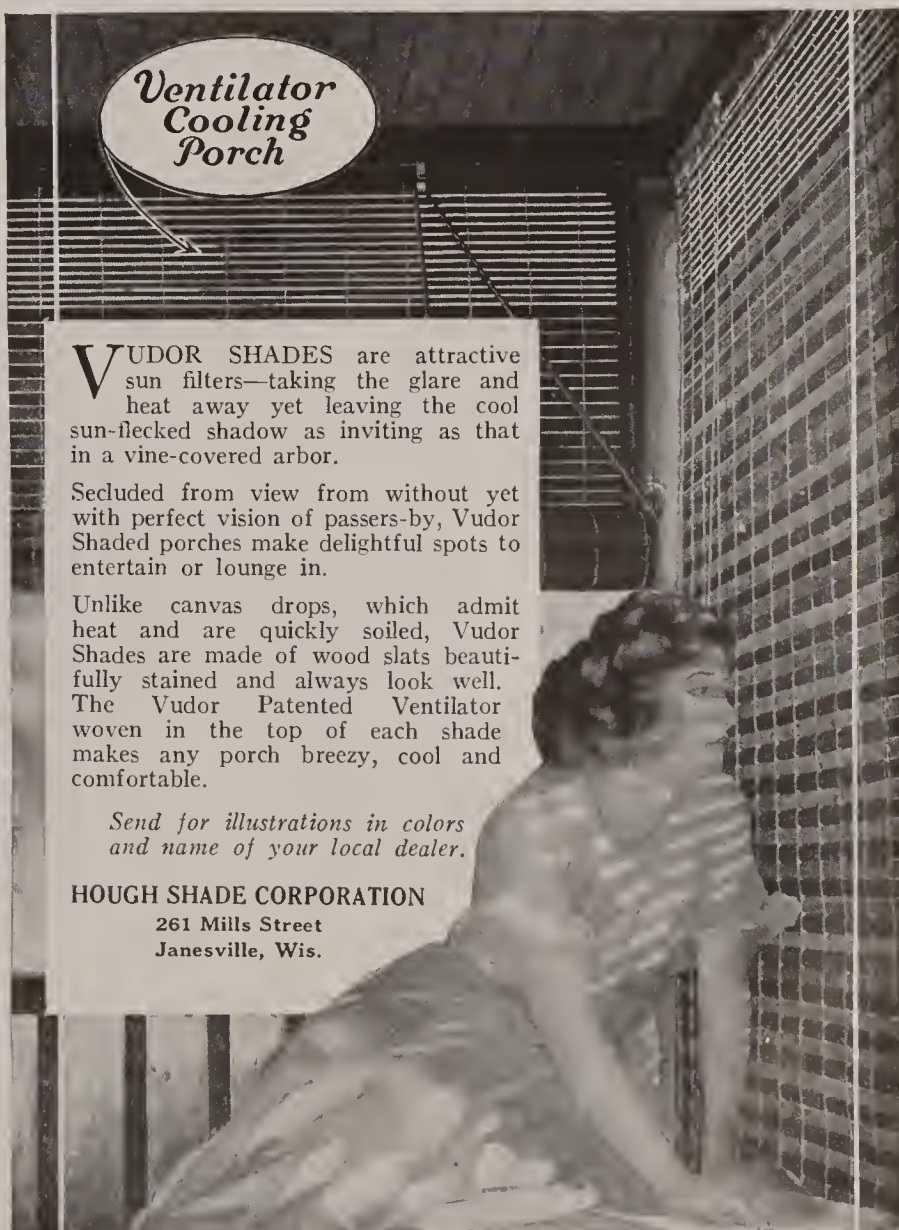 Ventilator
Cooling
Porch
VUDOR SHADES are attractive
sun filters—taking the glare and
heat away yet leaving the cool
sun-flecked shadow as inviting as that
in a vine-covered arbor.
Secluded from view from without yet
with perfect vision of passers-by, Vudor
Shaded porches make delightful spots to
entertain or lounge in.
Unlike canvas drops, which admit
heat and are quickly soiled, Vudor
Shades are made of wood slats beauti-
fully stained and always look well.
The Vudor Patented Ventilator
woven in the top of each shade
makes any porch breezy, cool and
comfortable.
Send for illustrations in colors
and name of your local dealer.
HOUGH SHADE CORPORATION
261 Mills Street
Janesville, Wis.